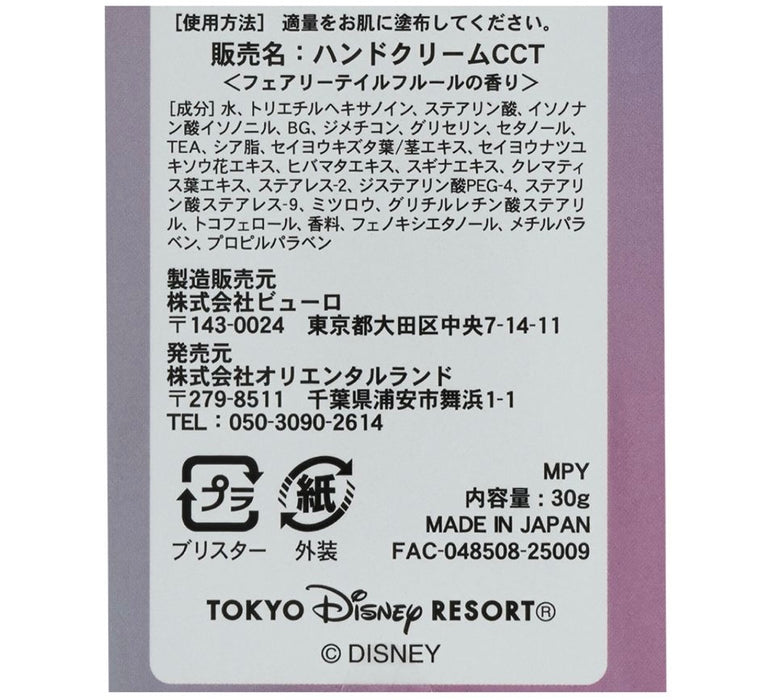 ［使用方法］ 適量をお肌に塗布してください。
販売名：ハンドクリームCCT
＜フェアリーテイルフルールの香り＞
［成分］水、トリエチルヘキサノイン、ステアリン酸、イソノナ
ン酸イソノニル、BG、ジメチコン、グリセリン、セタノール、
TEA、シア脂、セイヨウキズタ葉/茎エキス、セイヨウナツユ
キソウ花エキス、ヒバマタエキス、スギナエキス、クレマティ
ス葉エキス、ステアレス-2、ジステアリン酸PEG-4、ステアリ
ン酸ステアレス-9、ミツロウ、グリチルレチン酸ステアリ
ル、トコフェロール、香料、フェノキシエタノール、メチルパラ
ベン、プロピルパラベン
製造販売元
株式会社ビューロ
〒143-0024 東京都大田区中央7-14-11
発売元
株式会社オリエンタルランド
〒279-8511 千葉県浦安市舞浜1-1
TEL：050-3090-2614
プラ
ブリスター
紙
外装
MPY
内容量：30g
MADE IN JAPAN
FAC-048508-25009
TOKYO Disney RESORT®
© DISNEY